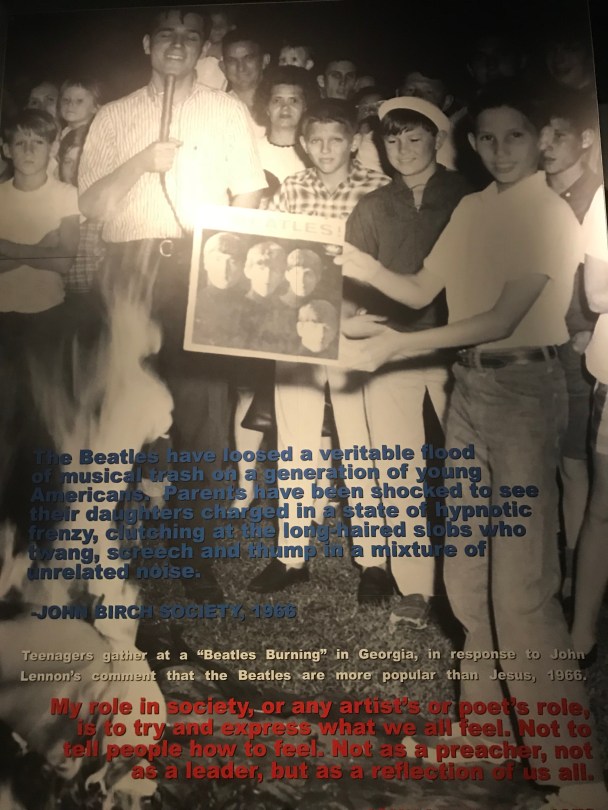 BEATLES!
The Beatles have loosed a veritable flood
of musical trash on a generation of young
Americans. Parents have been shocked to see
their daughters charged in a state of hypnotic
frenzy, clutching at the long-haired slobs who
twang, screech and thump in a mixture of
unrelated noise.
-JOHN BIRCH SOCIETY, 1966
Teenagers gather at a “Beatles Burning” in Georgia, in response to John
Lennon’s comment that the Beatles are more popular than Jesus, 1966.
My role in society, or any artist’s or poet’s role,
is to try and express what we all feel. Not to
tell people how to feel. Not as a preacher, not
as a leader, but as a reflection of us all.